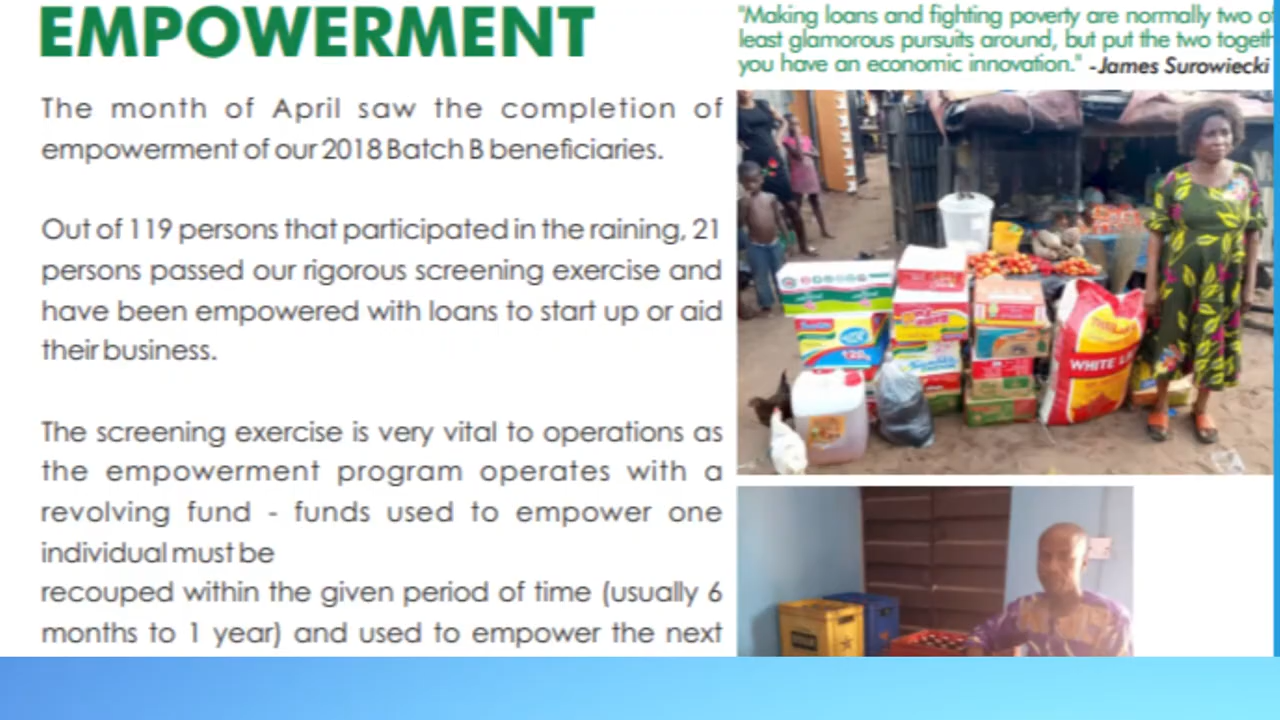 EMPOWERMENT
The month of April saw the completion of
empowerment of our 2018 Batch B beneficiaries.
Out of 119 persons that participated in the raining, 21
persons passed our rigorous screening exercise and
have been empowered with loans to start up or aid
their business.
The screening exercise is very vital to operations as
the empowerment program operates with a
revolving fund - funds used to empower one
individual must be
recouped within the given period of time (usually 6
months to 1 year) and used to empower the next
"Making loans and fighting poverty are normally two
least glamorous pursuits around, but put the two
you have an economic innovation." -James Surowiecki
WHITE